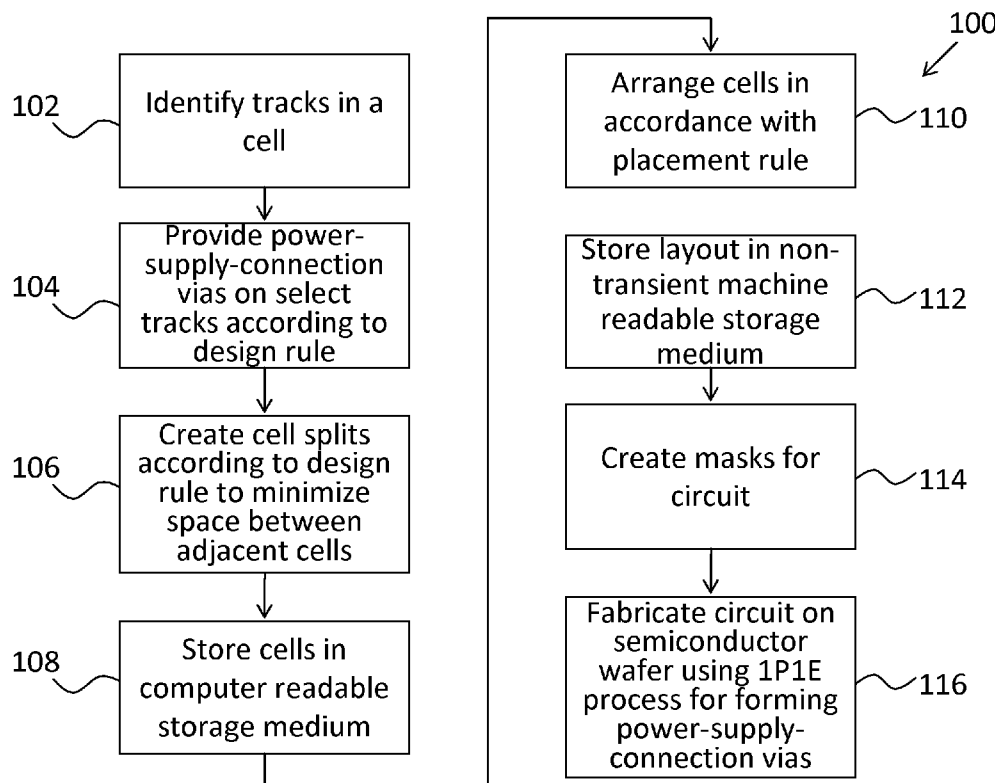 100
102
Identify tracks in a
cell
104
Provide power-
supply-connection
vias on select
tracks according to
design rule
106
Create cell splits
according to design
rule to minimize
space between
adjacent cells
108
Store cells in
computer readable
storage medium
Arrange cells in
accordance with
placement rule
110
Store layout in non-
transient machine
readable storage
medium
112
Create masks for
circuit
114
Fabricate circuit on
semiconductor
wafer using 1P1E
process for forming
power-supply-
connection vias
116